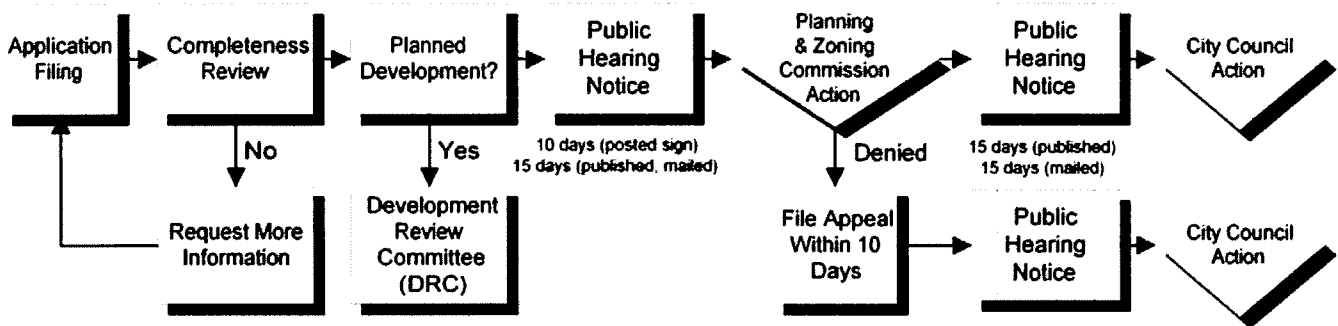 Application
Filing
Completeness
Review
Planned
Development?
Public
Hearing
Notice
Planning
& Zoning
Commission
Action
Public
Hearing
Notice
City Council
Action
No
Yes
10 days (posted sign)
15 days (published, mailed)
Denied
15 days (published)
15 days (mailed)
Request More
Information
Development
Review
Committee
(DRC)
File Appeal
Within 10
Days
Public
Hearing
Notice
City Council
Action